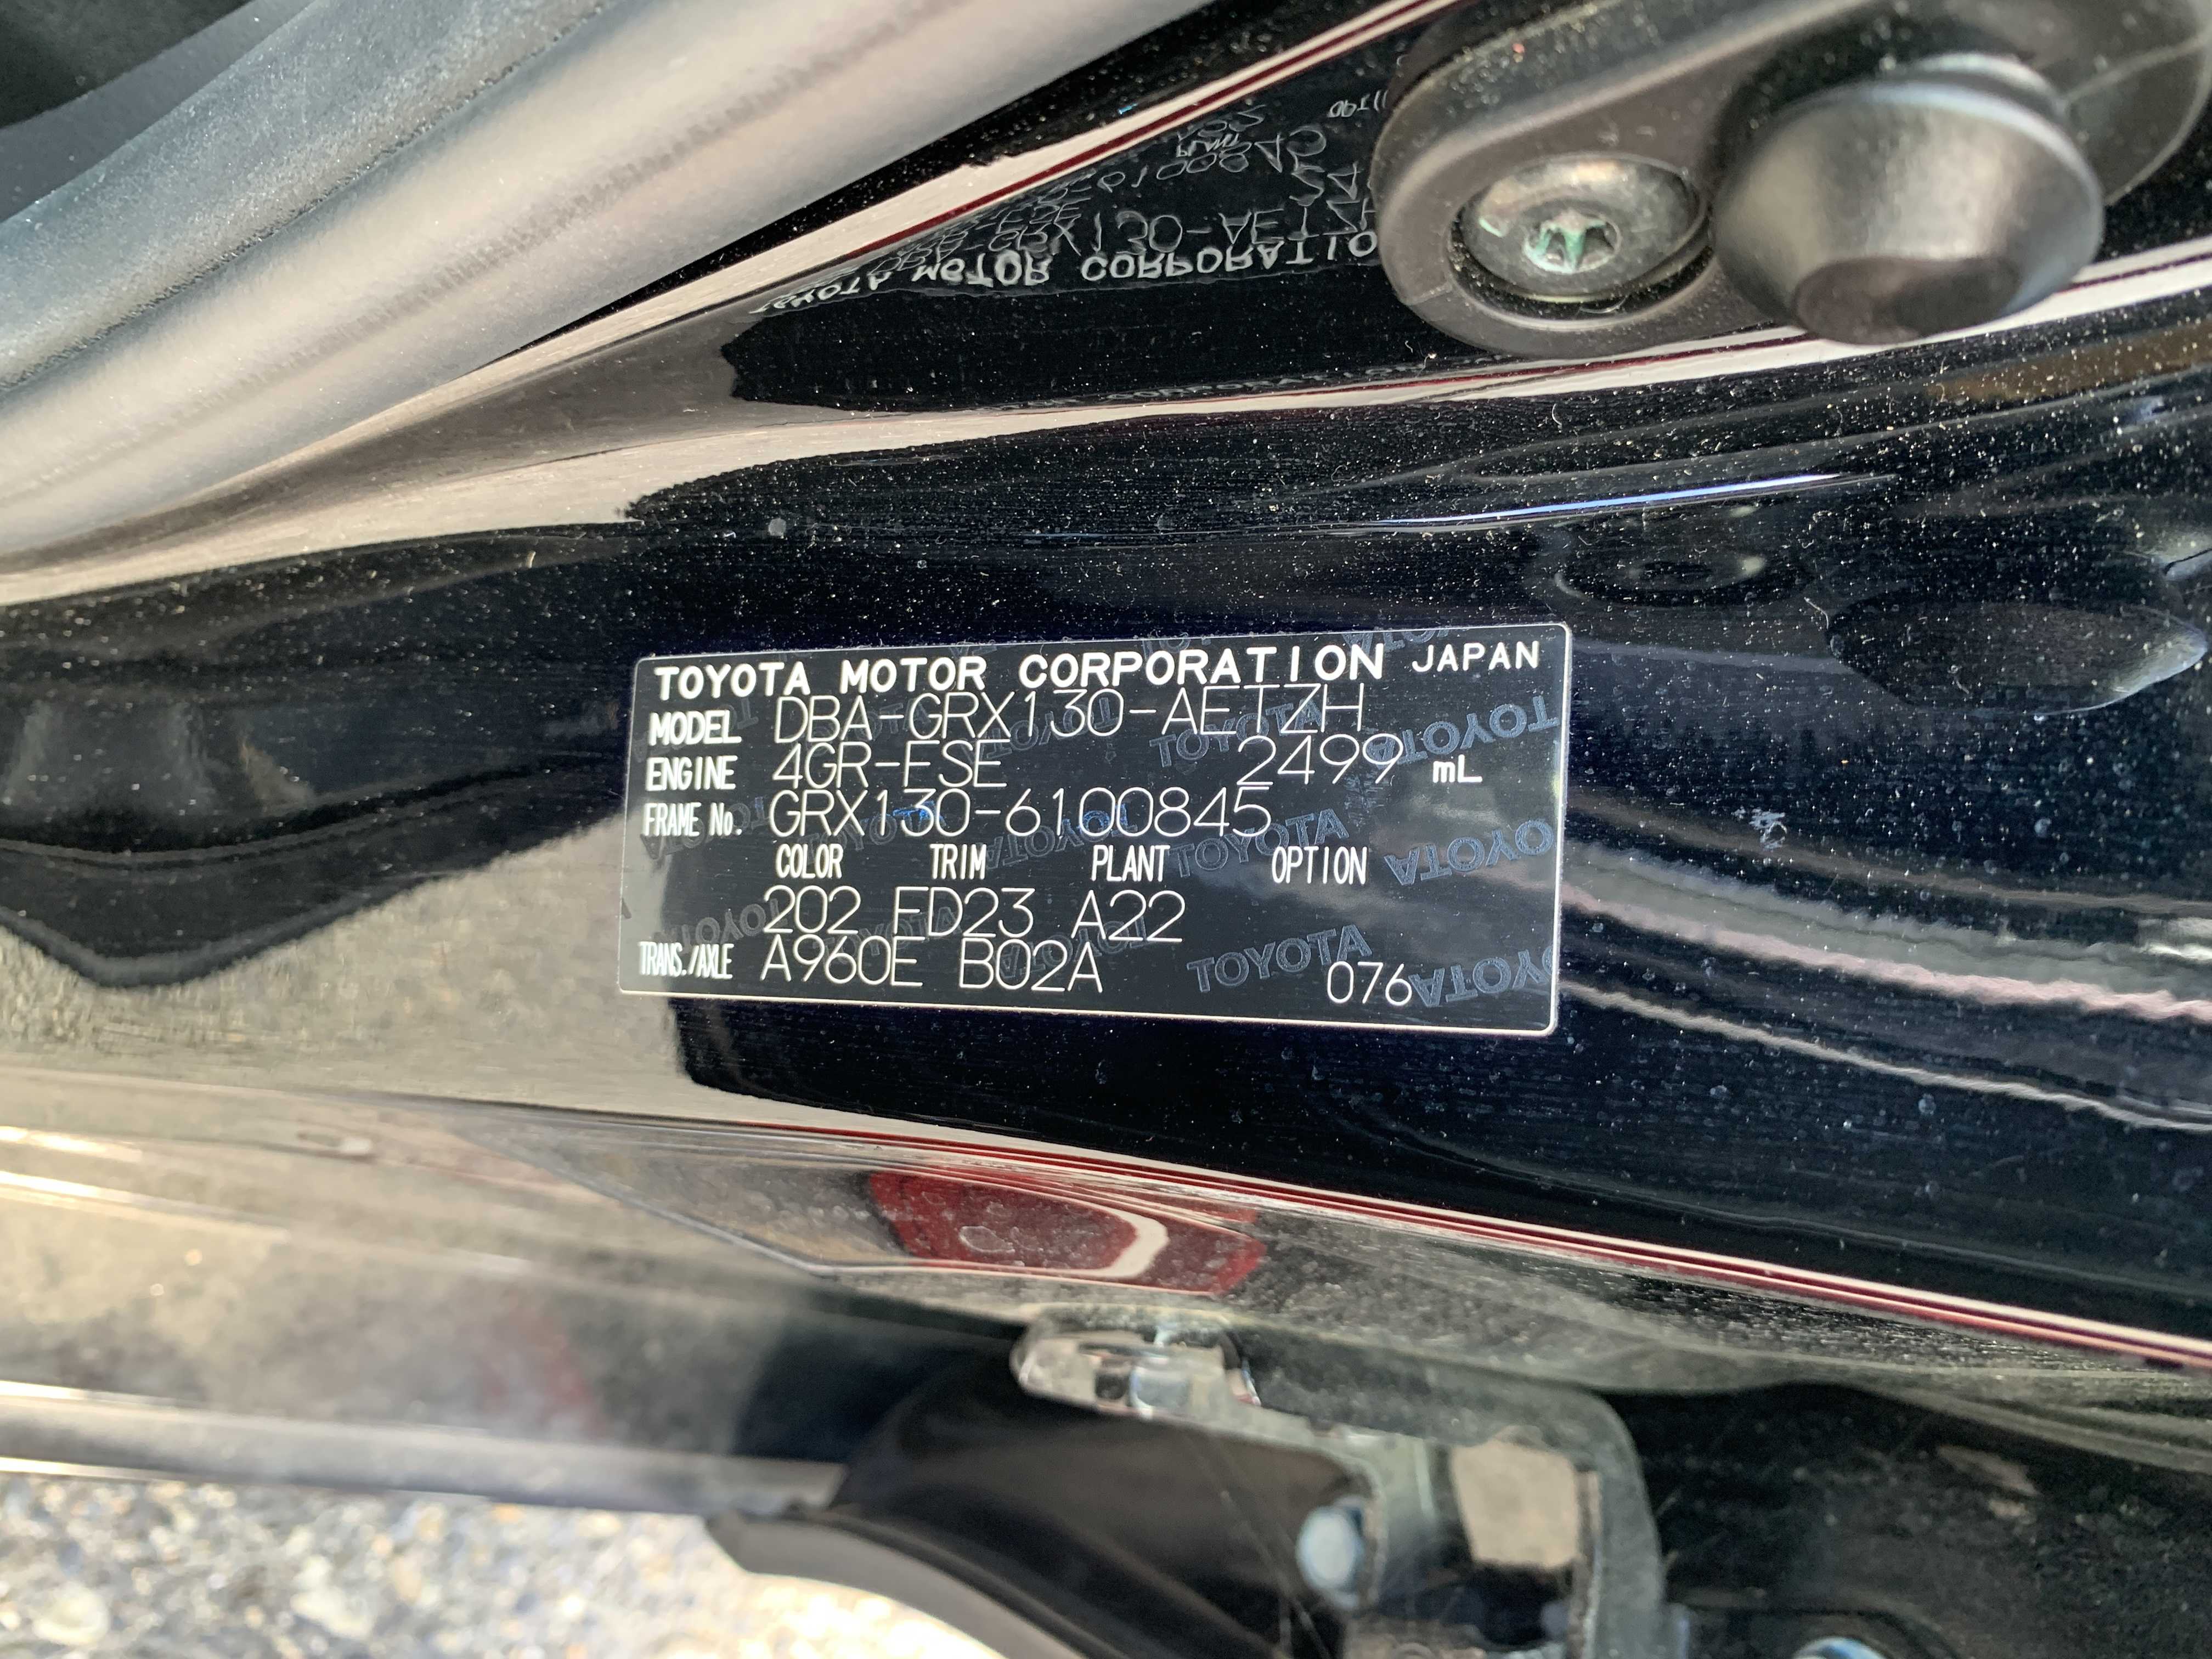 TOYOTA MOTOR CORPORATION JAPAN
MODEL DBA-GRX130-AETZH
ENGINE 4GR-FSE 2499 mL
FRAME No. GRX130-6100845
COLOR TRIM PLANT OPTION
202 FD23 A22
TRANS./AXLE A960E B02A 076